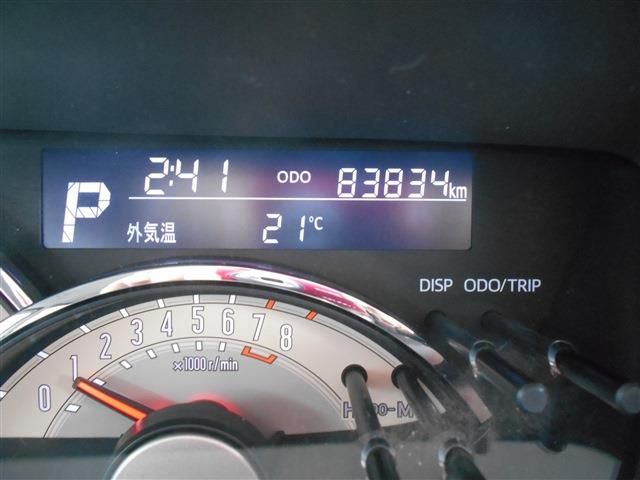 P 2:41 ODO 83834km
外気温 21℃
DISP ODO/TRIP
0 1 2 3 4 5 6 7 8
×1000r/min